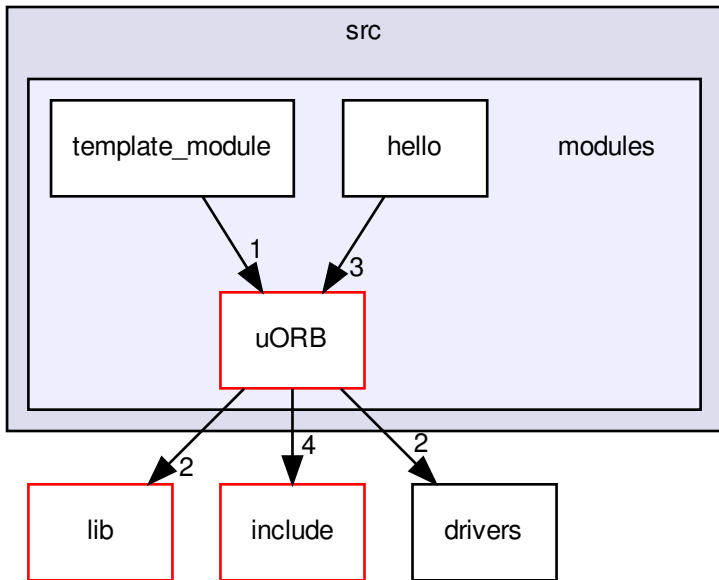 src
template_module
hello
modules
1
3
uORB
2
4
2
lib
include
drivers